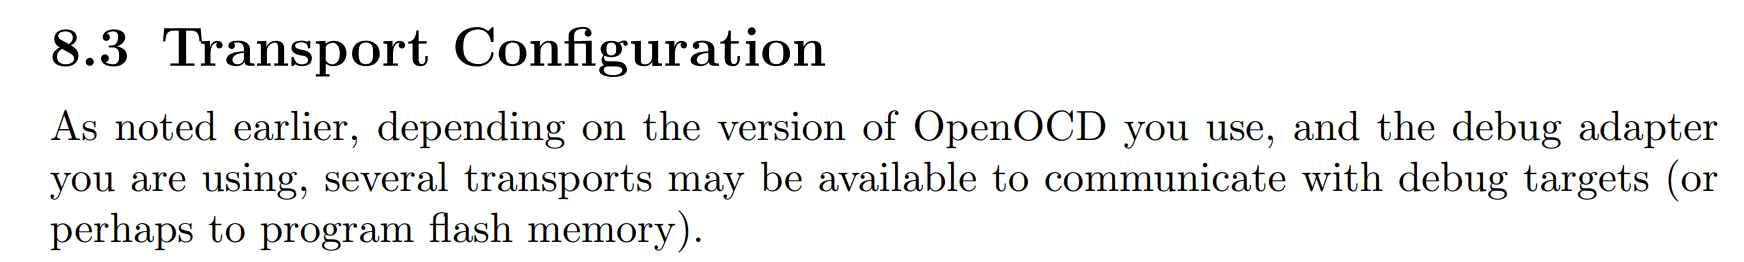 8.3 Transport Configuration
As noted earlier, depending on the version of OpenOCD you use, and the debug adapter
you are using, several transports may be available to communicate with debug targets (or
perhaps to program flash memory).